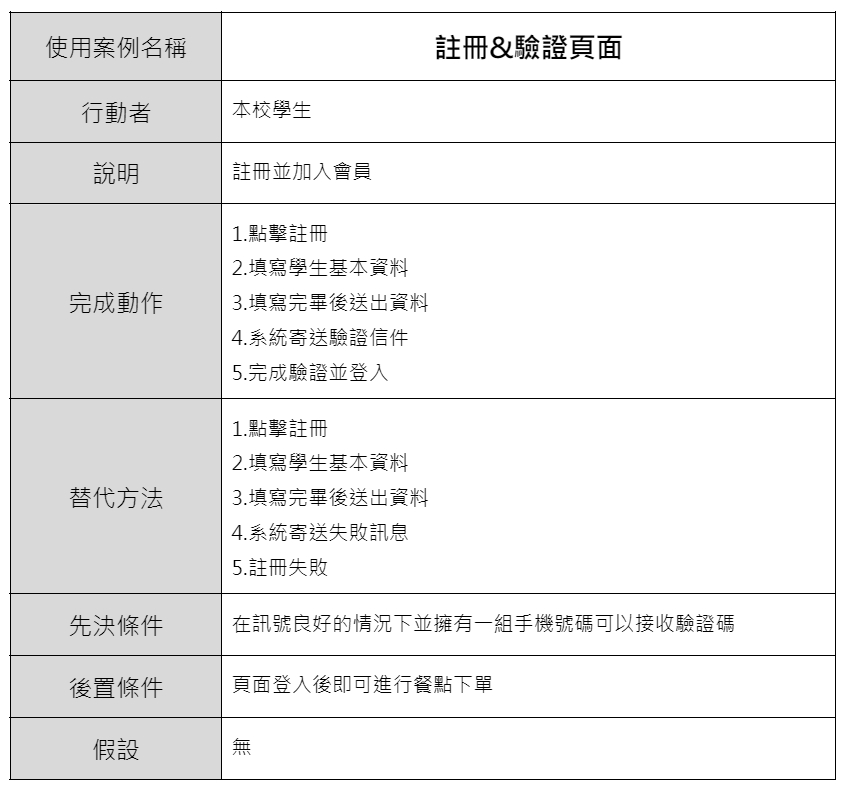 使用案例名稱 註冊&驗證頁面
行動者 本校學生
說明 註冊並加入會員
完成動作
1.點擊註冊
2.填寫學生基本資料
3.填寫完畢後送出資料
4.系統寄送驗證信件
5.完成驗證並登入
替代方法
1.點擊註冊
2.填寫學生基本資料
3.填寫完畢後送出資料
4.系統寄送失敗訊息
5.註冊失敗
先決條件 在訊號良好的情況下並擁有一組手機號碼可以接收驗證碼
後置條件 頁面登入後即可進行餐點下單
假設 無